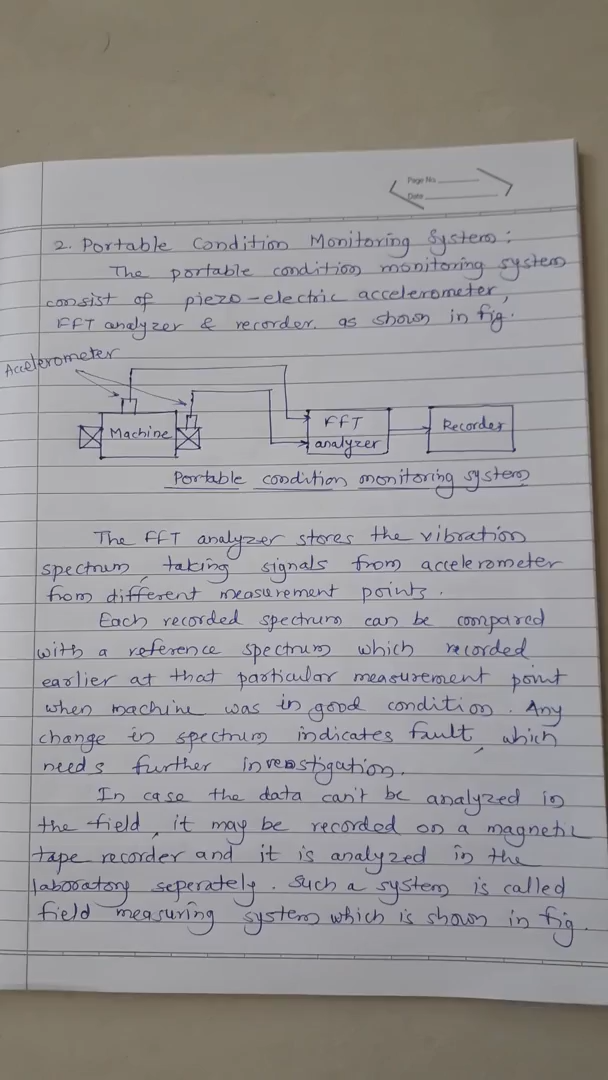 Page No.
Date
2. Portable Condition Monitoring System:
The portable condition monitoring system
consist of piezo-electric accelerometer,
FFT analyzer & recorder. as shown in fig.
Accelerometer
Machine
FFT
analyzer
Recorder
Portable condition monitoring system
The FFT analyzer stores the vibration
spectrum, taking signals from accelerometer
from different measurement points.
Each recorded spectrum can be compared
with a reference spectrum which recorded
earlier at that particular measurement point
when machine was in good condition. Any
change in spectrum indicates fault, which
needs further investigation.
In case the data can't be analyzed in
the field, it may be recorded on a magnetic
tape recorder and it is analyzed in the
laboratory seperately. Such a system is called
field measuring system which is shown in fig.